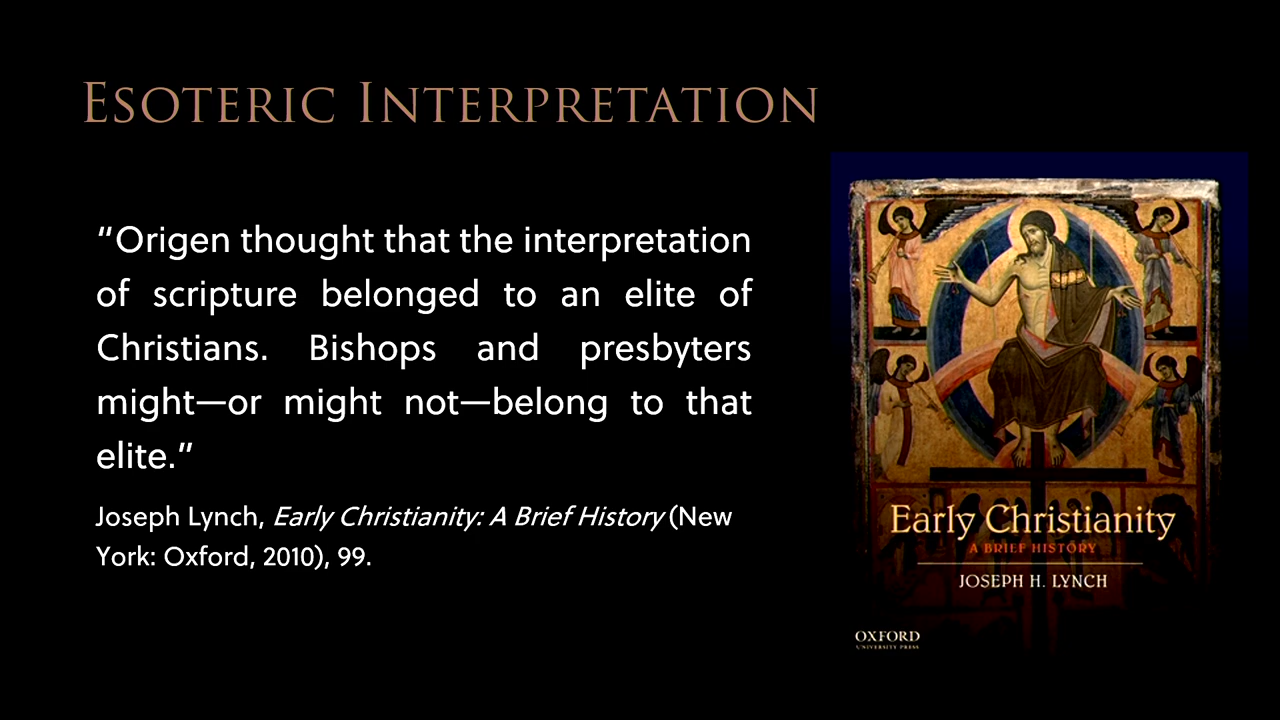 ESOTERIC INTERPRETATION
“Origen thought that the interpretation
of scripture belonged to an elite of
Christians. Bishops and presbyters
might—or might not—belong to that
elite.”
Joseph Lynch, Early Christianity: A Brief History (New
York: Oxford, 2010), 99.
Early Christianity
A BRIEF HISTORY
JOSEPH H. LYNCH
OXFORD
UNIVERSITY PRESS